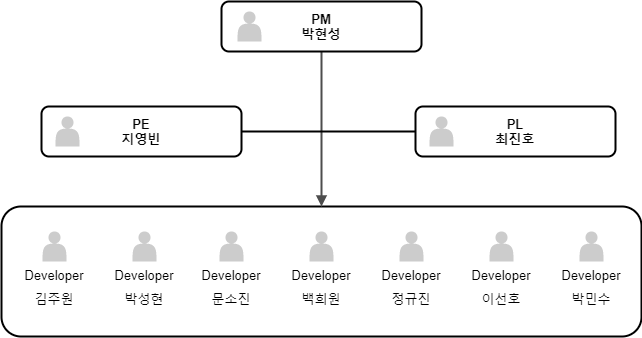 PM
박현성
PE
지영빈
PL
최진호
Developer
김주원
Developer
박성현
Developer
문소진
Developer
백희원
Developer
정규진
Developer
이선호
Developer
박민수